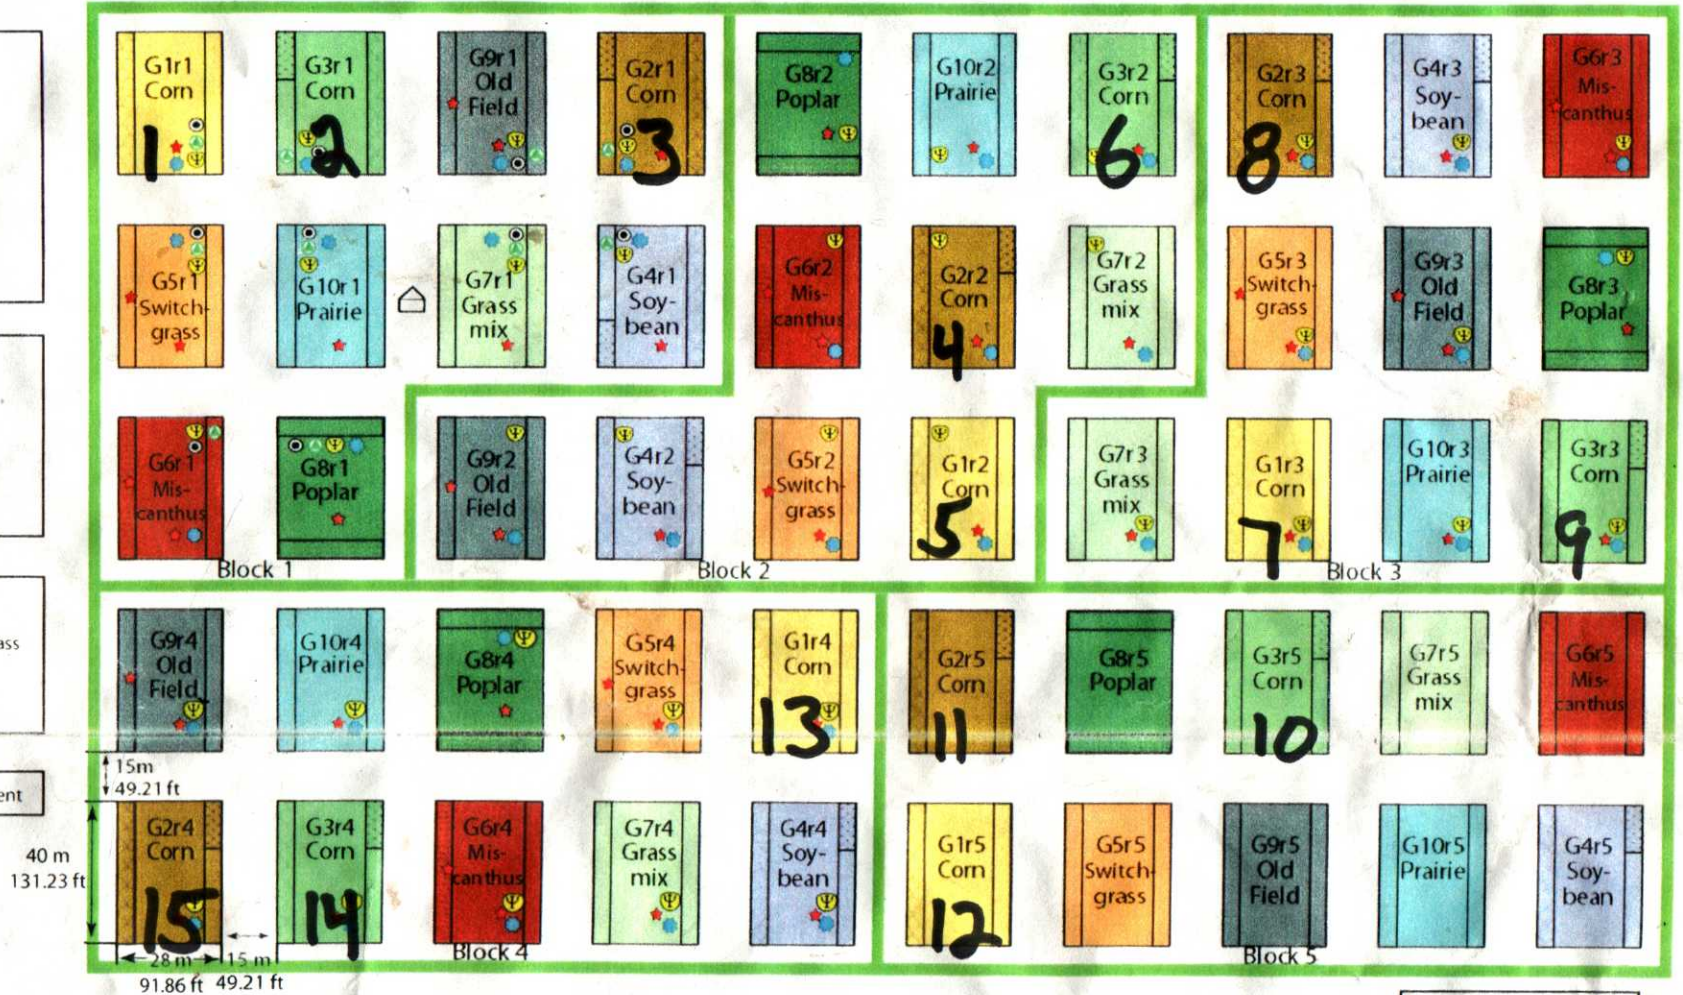 G1r1
Corn
1
G3r1
Corn
2
G9r1
Old
Field
G2r1
Corn
3
G8r2
Poplar
G10r2
Prairie
G3r2
Corn
6
G2r3
Corn
8
G4r3
Soy-
bean
G6r3
Mis-
canthus
G5r1
Switch-
grass
G10r1
Prairie
G7r1
Grass
mix
G4r1
Soy-
bean
G6r2
Mis-
canthus
G2r2
Corn
4
G7r2
Grass
mix
G5r3
Switch-
grass
G9r3
Old
Field
G8r3
Poplar
G6r1
Mis-
canthus
G8r1
Poplar
G9r2
Old
Field
G4r2
Soy-
bean
G5r2
Switch-
grass
G1r2
Corn
5
G7r3
Grass
mix
G1r3
Corn
7
G10r3
Prairie
G3r3
Corn
9
Block 1
Block 2
Block 3
ass
G9r4
Old
Field
G10r4
Prairie
G8r4
Poplar
G5r4
Switch-
grass
G1r4
Corn
13
G2r5
Corn
11
G8r5
Poplar
G3r5
Corn
10
G7r5
Grass
mix
G6r5
Mis-
canthus
15m
49.21 ft
ent
40 m
131.23 ft
G2r4
Corn
15
G3r4
Corn
14
G6r4
Mis-
canthus
G7r4
Grass
mix
G4r4
Soy-
bean
G1r5
Corn
12
G5r5
Switch-
grass
G9r5
Old
Field
G10r5
Prairie
G4r5
Soy-
bean
Block 4
Block 5
28 m
15 m
91.86 ft
49.21 ft